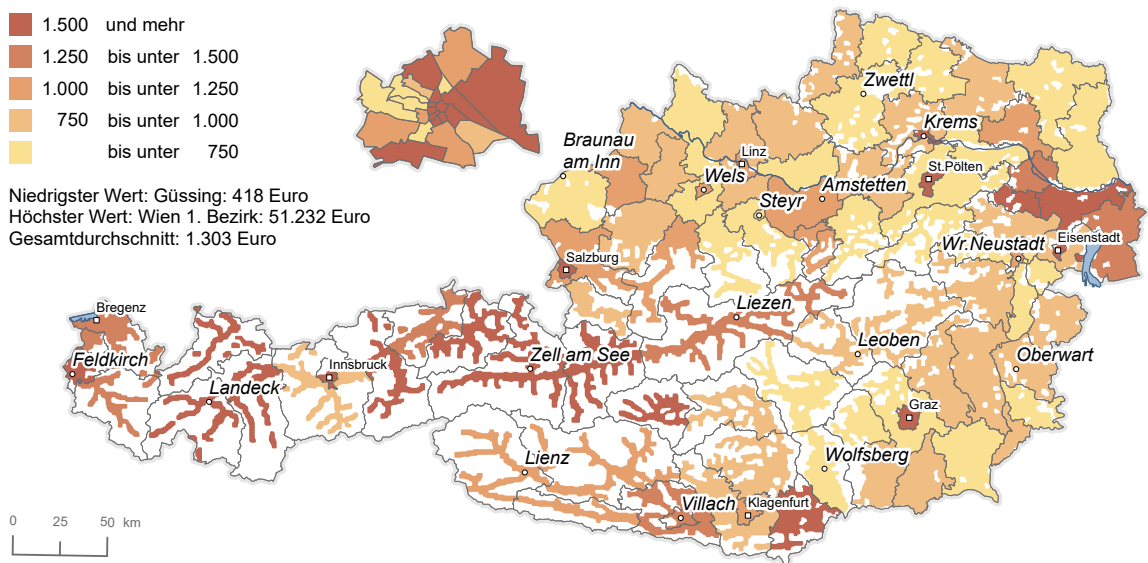 1.500 und mehr
1.250 bis unter 1.500
1.000 bis unter 1.250
750 bis unter 1.000
bis unter 750
Niedrigster Wert: Güssing: 418 Euro
Höchster Wert: Wien 1. Bezirk: 51.232 Euro
Gesamtdurchschnitt: 1.303 Euro
Zwettl
Krems
Braunau
am Inn
Linz
Wels
St.Pölten
Amstetten
Steyr
Wr.Neustadt
Eisenstadt
Salzburg
Bregenz
Liezen
Feldkirch
Zell am See
Leoben
Oberwart
Innsbruck
Landeck
Graz
Lienz
Wolfsberg
Villach
Klagenfurt
0 25 50 km